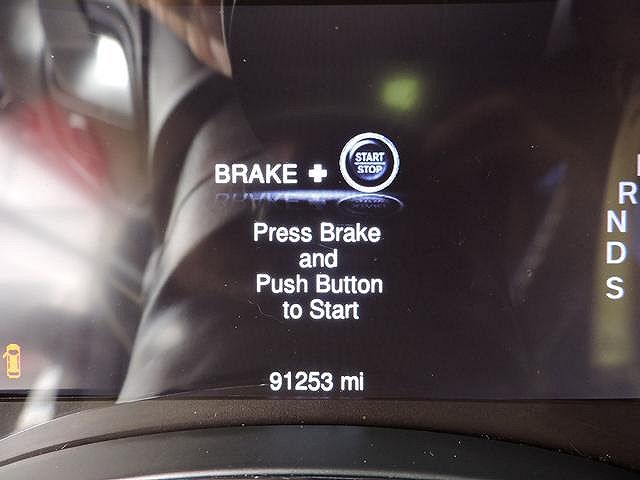 BRAKE + START
STOP
Press Brake
and
Push Button
to Start
R
N
D
S
91253 mi